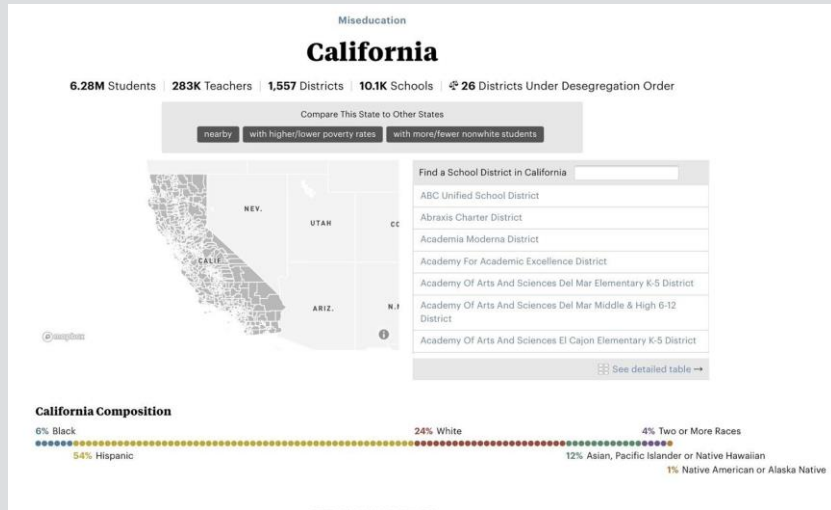 Miseducation
California
6.28M Students | 283K Teachers | 1,557 Districts | 10.1K Schools | 26 Districts Under Desegregation Order
Compare This State to Other States
nearby with higher/lower poverty rates with more/fewer nonwhite students
Find a School District in California
ABC Unified School District
Abraxis Charter District
Academia Moderna District
Academy For Academic Excellence District
Academy Of Arts And Sciences Del Mar Elementary K-5 District
Academy Of Arts And Sciences Del Mar Middle & High 6-12
District
Academy Of Arts And Sciences El Cajon Elementary K-5 District
See detailed table →
NEV.
UTAH
CO
CALIF.
ARIZ.
N.M
mapbox
California Composition
6% Black
24% White
4% Two or More Races
54% Hispanic
12% Asian, Pacific Islander or Native Hawaiian
1% Native American or Alaska Native